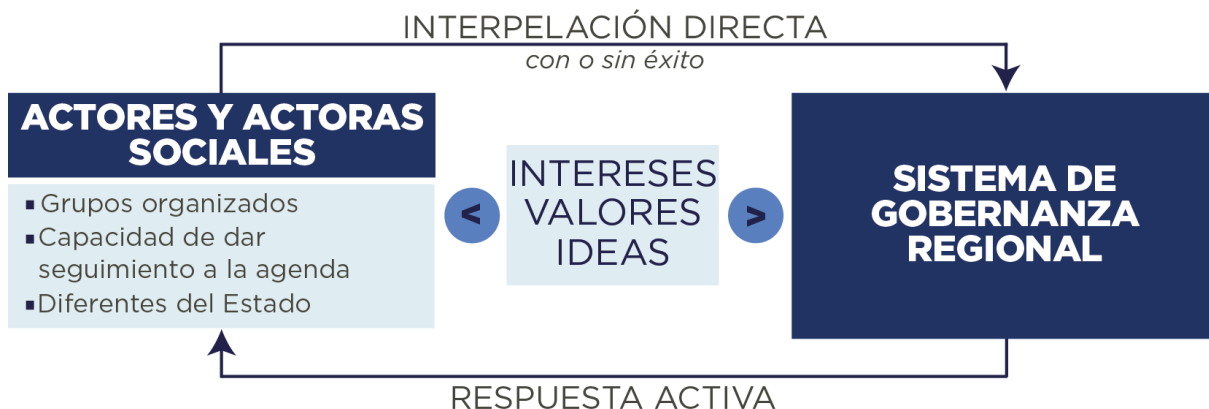 INTERPELACIÓN DIRECTA
con o sin éxito
ACTORES Y ACTORAS
SOCIALES
▪ Grupos organizados
▪ Capacidad de dar
seguimiento a la agenda
▪ Diferentes del Estado
<
INTERESES
VALORES
IDEAS
>
SISTEMA DE
GOBERNANZA
REGIONAL
RESPUESTA ACTIVA